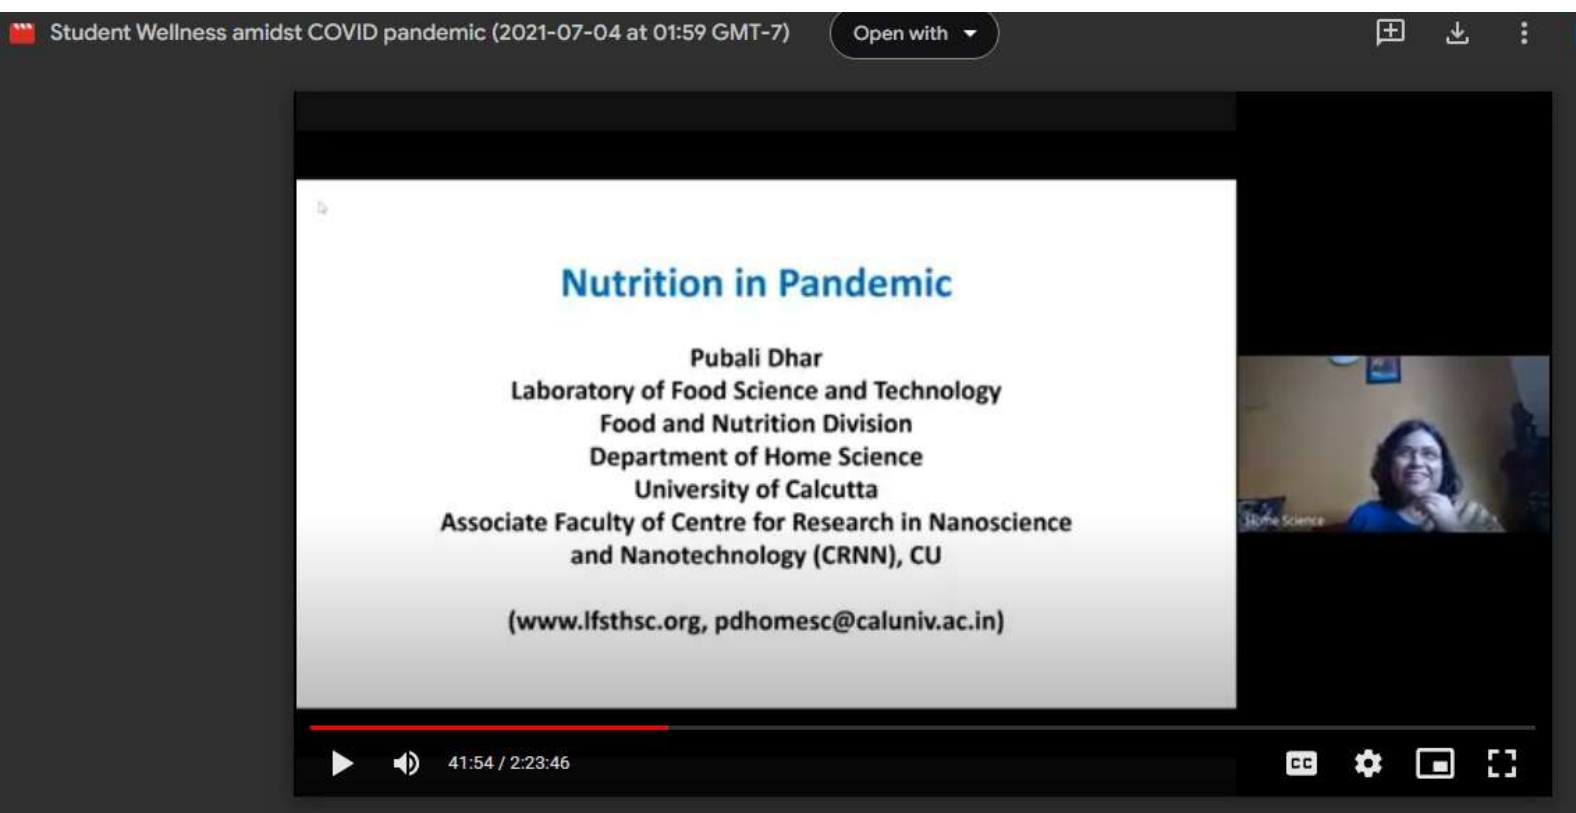 Student Wellness amidst COVID pandemic (2021-07-04 at 01:59 GMT-7)
Open with
Nutrition in Pandemic
Pubali Dhar
Laboratory of Food Science and Technology
Food and Nutrition Division
Department of Home Science
University of Calcutta
Associate Faculty of Centre for Research in Nanoscience
and Nanotechnology (CRNN), CU
(www.lfsthsc.org, pdhomesc@caluniv.ac.in)
Home Science
41:54 / 2:23:46
CC